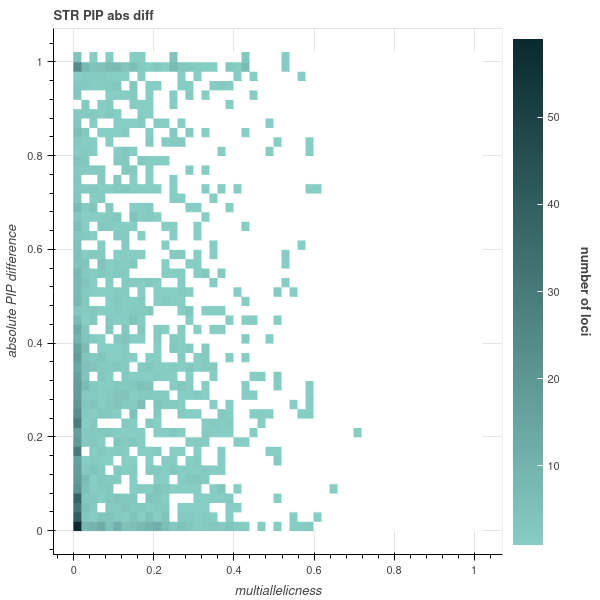 STR PIP abs diff
1
0.8
0.6
0.4
0.2
0
absolute PIP difference
0 0.2 0.4 0.6 0.8 1
multiallelicness
50
40
30
20
10
number of loci